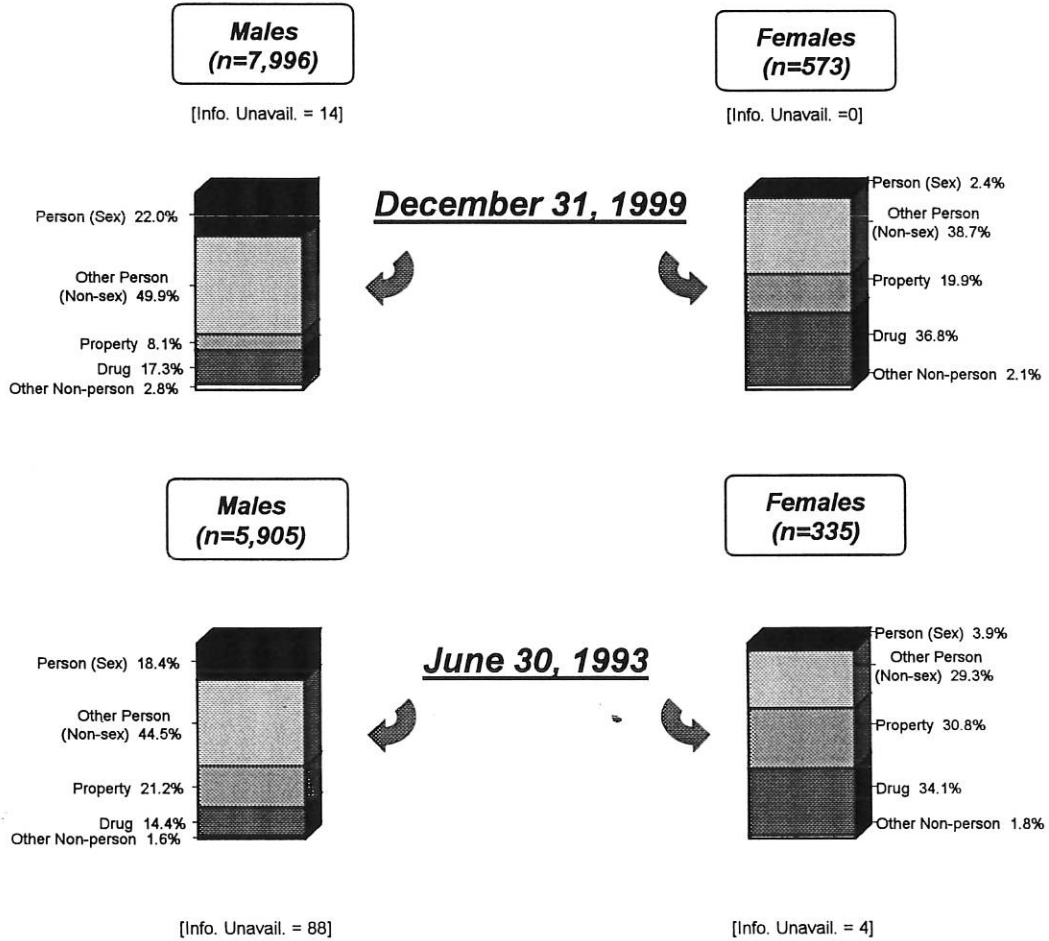 Males
(n=7,996)
[Info. Unavail. = 14]
Females
(n=573)
[Info. Unavail. =0]
December 31, 1999
Person (Sex) 22.0%
Other Person
(Non-sex) 49.9%
Property 8.1%
Drug 17.3%
Other Non-person 2.8%
Person (Sex) 2.4%
Other Person
(Non-sex) 38.7%
Property 19.9%
Drug 36.8%
Other Non-person 2.1%
Males
(n=5,905)
Females
(n=335)
June 30, 1993
Person (Sex) 18.4%
Other Person
(Non-sex) 44.5%
Property 21.2%
Drug 14.4%
Other Non-person 1.6%
Person (Sex) 3.9%
Other Person
(Non-sex) 29.3%
Property 30.8%
Drug 34.1%
Other Non-person 1.8%
[Info. Unavail. = 88]
[Info. Unavail. = 4]